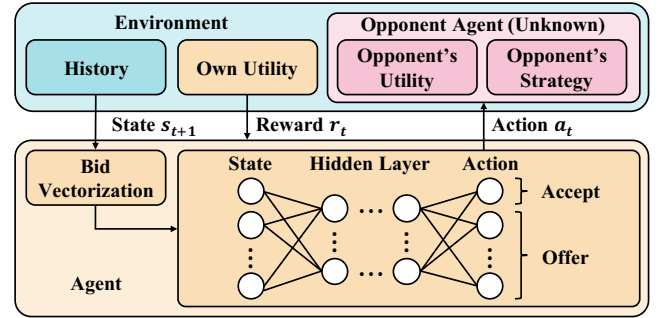 Environment
Opponent Agent (Unknown)
History
Own Utility
Opponent's
Utility
Opponent's
Strategy
State s_{t+1}
Reward r_t
Action a_t
Bid
Vectorization
State
Hidden Layer
Action
Accept
Offer
Agent